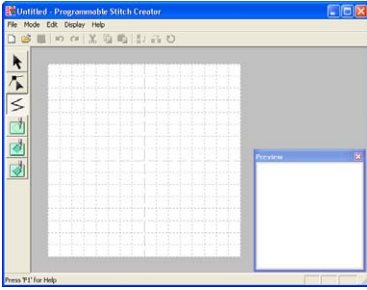 Untitled - Programmable Stitch Creator
File Mode Edit Display Help
Preview
Press 'F1' for Help